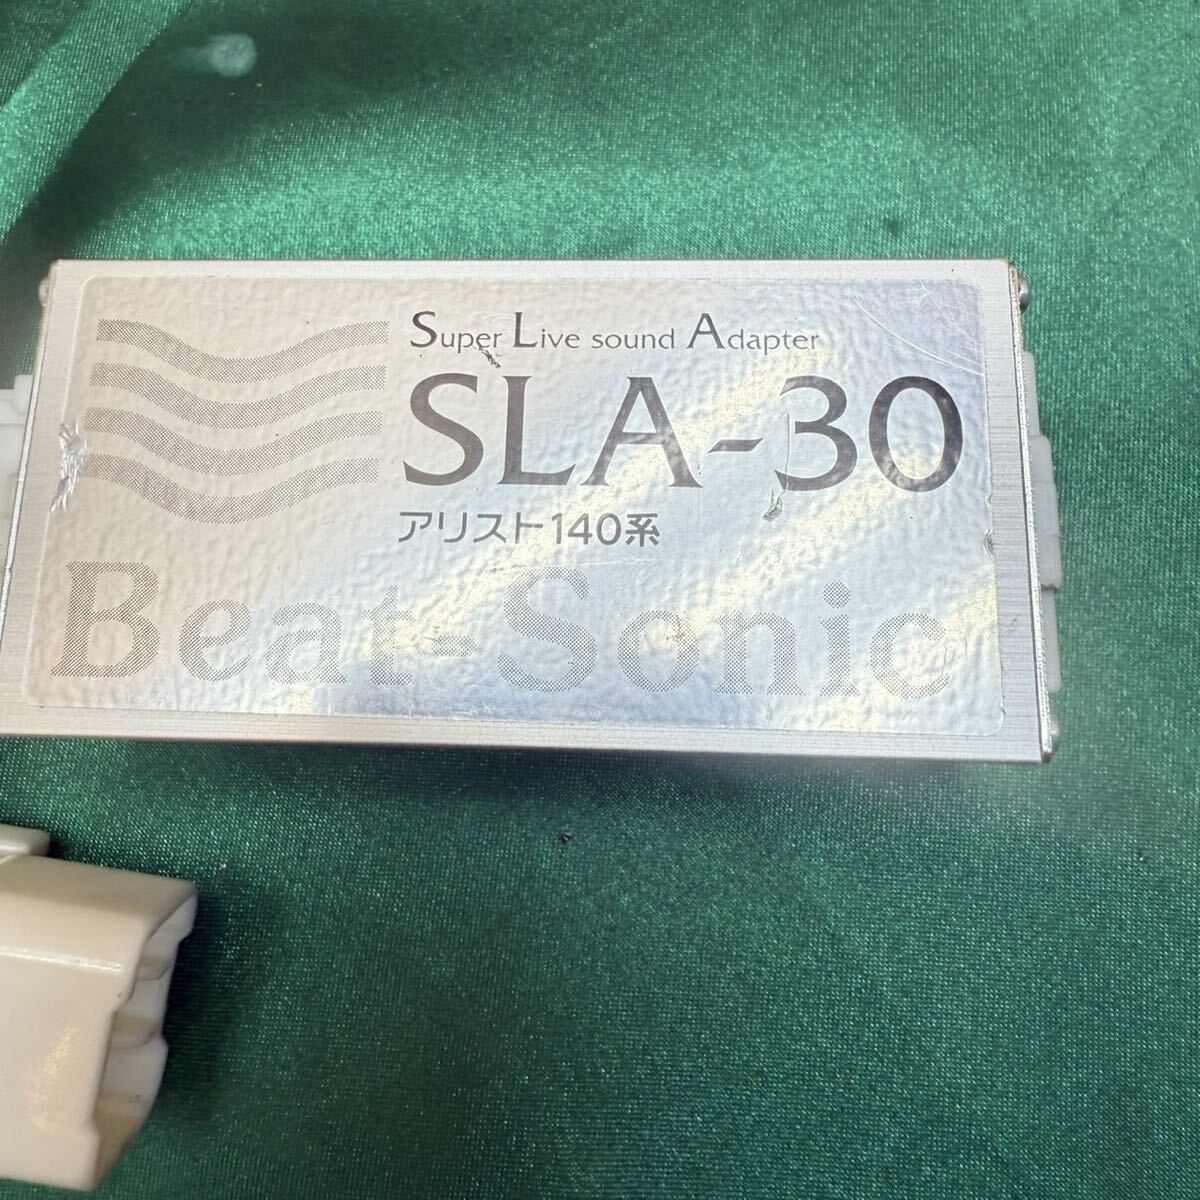 Super Live sound Adapter
SLA-30
アリスト140系
Beat-Sonic